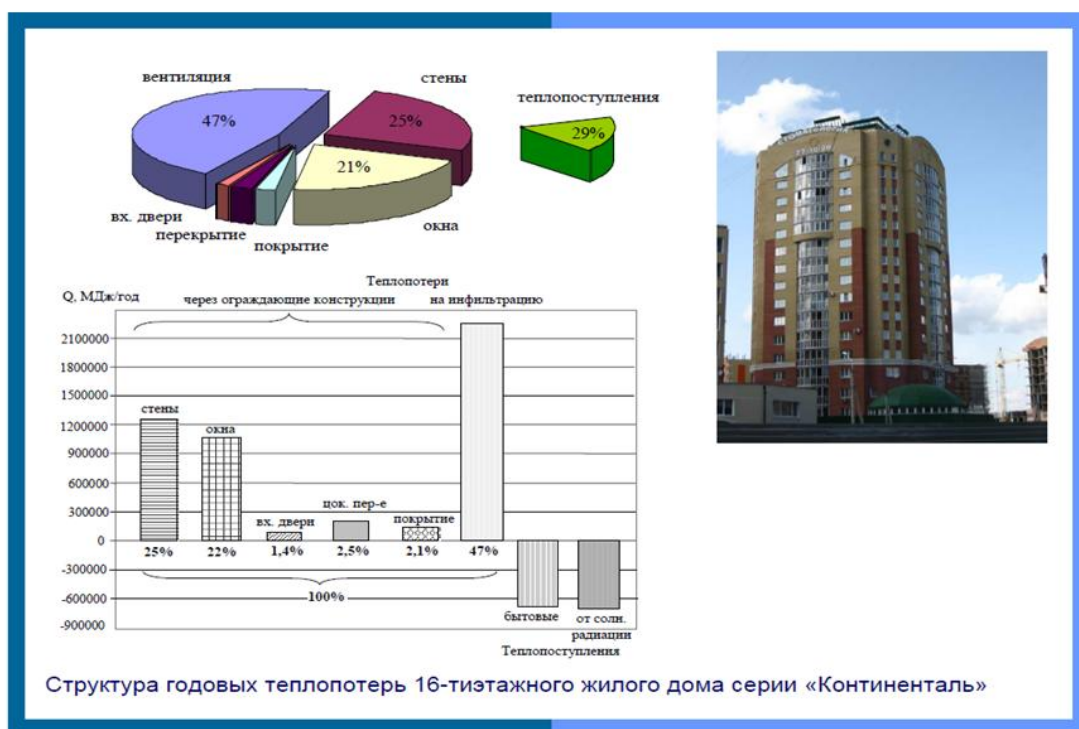 вентиляция
стены
теплопоступления
47%
25%
29%
21%
вх. двери
перекрытие
покрытие
окна
Теплопотери
Q, МДж/год
через ограждающие конструкции
на инфильтрацию
2100000
1800000
1500000
1200000
900000
600000
300000
0
-300000
-600000
-900000
стены
окна
вх. двери
цок. пер-е
покрытие
25%
22%
1,4%
2,5%
2,1%
47%
100%
бытовые
от солн.
радиации
Теплопоступления
СТОМАТОЛОГИЯ
Структура годовых теплопотерь 16-тиэтажного жилого дома серии «Континенталь»